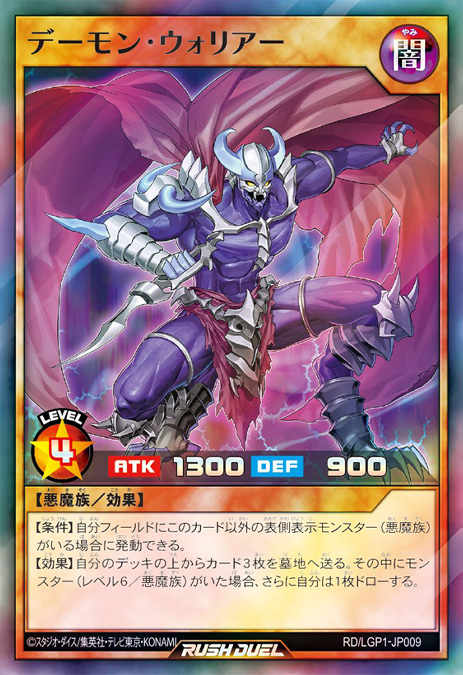 デーモン・ウォリアー
やみ
闇
LEVEL
4
ATK 1300 DEF 900
【悪魔族/効果】
【条件】自分フィールドにこのカード以外の表側表示モンスター(悪魔族)
がいる場合に発動できる。
【効果】自分のデッキの上からカード3枚を墓地へ送る。その中にモン
スター(レベル6/悪魔族)がいた場合、さらに自分は1枚ドローする。
©スタジオ・ダイス/集英社・テレビ東京・KONAMI
RUSH DUEL
RD/LGP1-JP009